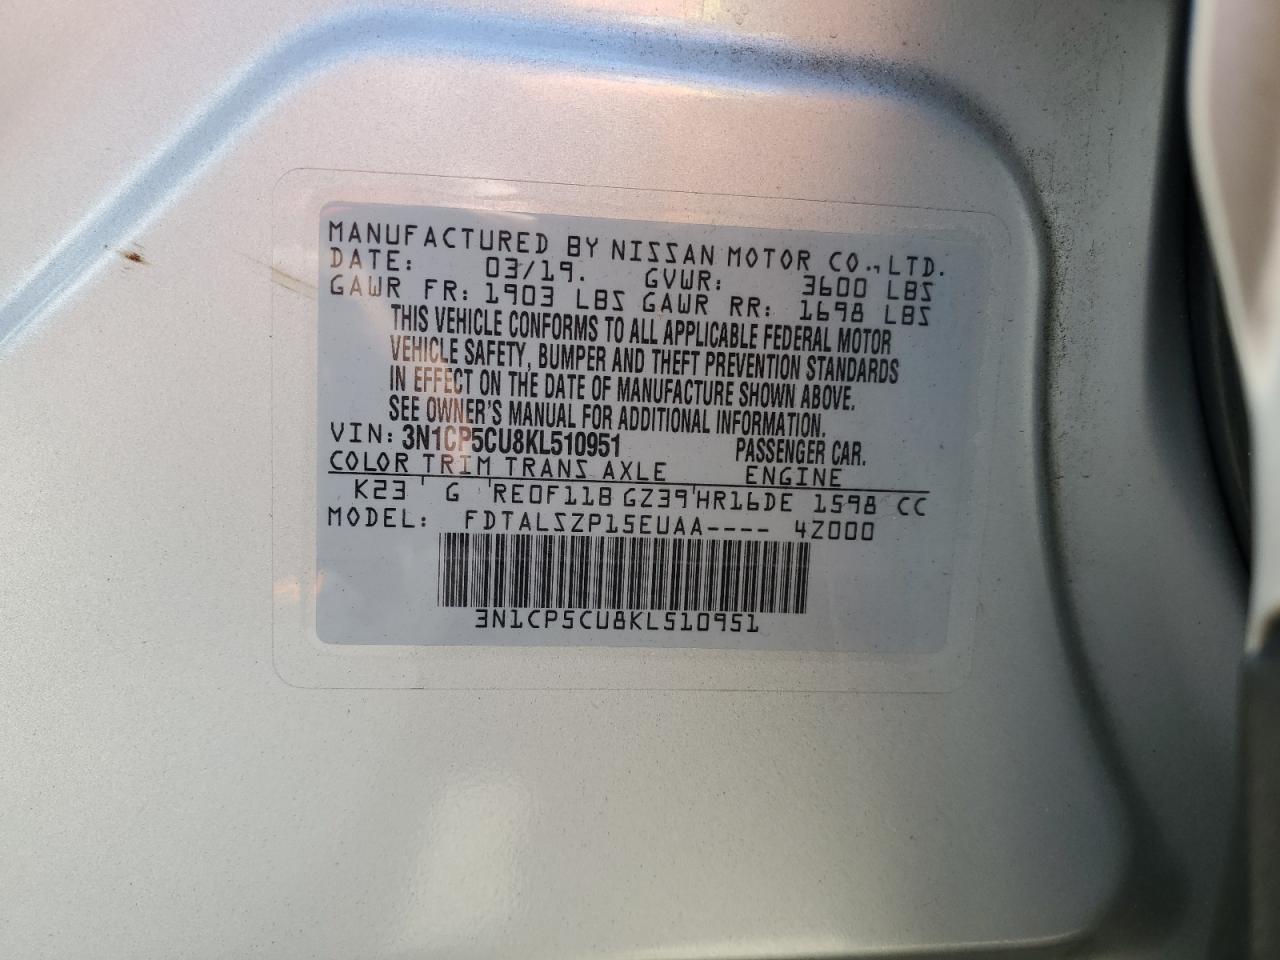 MANUFACTURED BY NISSAN MOTOR CO.,LTD.
DATE: 03/19. GVWR: 3600 LBS
GAWR FR: 1903 LBS GAWR RR: 1698 LBS
THIS VEHICLE CONFORMS TO ALL APPLICABLE FEDERAL MOTOR
VEHICLE SAFETY, BUMPER AND THEFT PREVENTION STANDARDS
IN EFFECT ON THE DATE OF MANUFACTURE SHOWN ABOVE.
SEE OWNER'S MANUAL FOR ADDITIONAL INFORMATION.
VIN: 3N1CP5CU8KL510951 PASSENGER CAR.
COLOR TRIM TRANS AXLE ENGINE
K23 ' G 'RE0F11B GZ39'HR16DE 1598 CC
MODEL: FDTALSZP15EUAA---- 4Z000
3N1CP5CU8KL510951